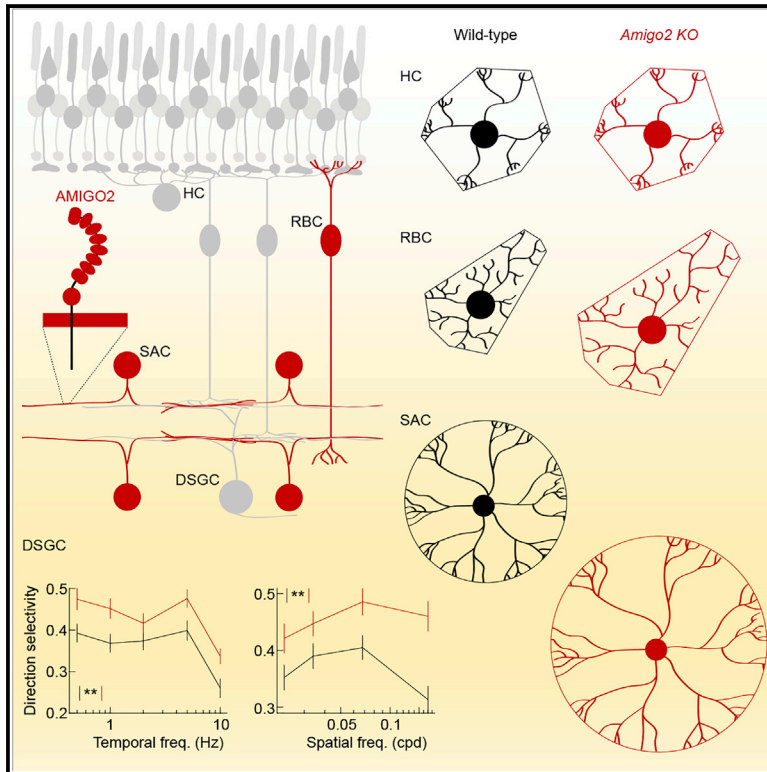 Wild-type
Amigo2 KO
HC
AMIGO2
HC
RBC
RBC
SAC
SAC
DSGC
DSGC
Direction selectivity
0.5
0.4
0.3
0.2
**
1
10
Temporal freq. (Hz)
0.5
0.4
0.3
**
0.05
0.1
Spatial freq. (cpd)